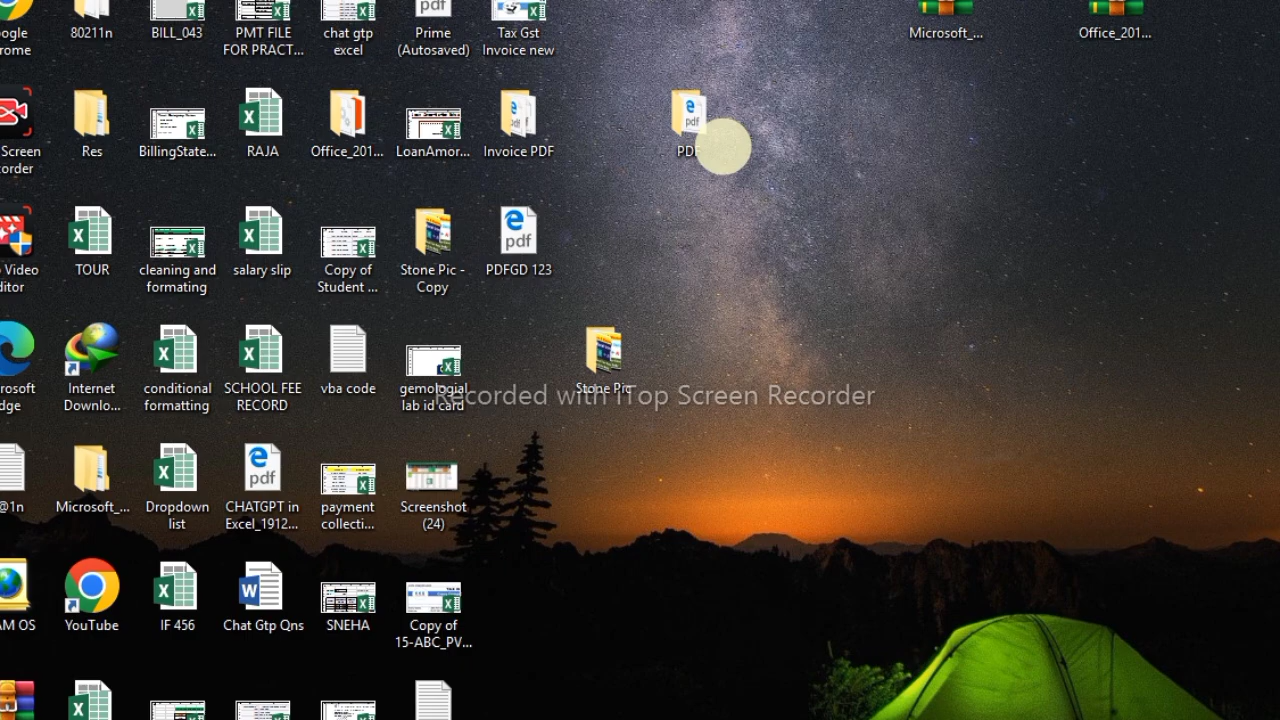 ogle
rome
80211n
BILL_043
PMT FILE
FOR PRACT...
chat gtp
excel
Prime
(Autosaved)
Tax Gst
Invoice new
Microsoft_...
Office_201...
Screen
order
Res
BillingState...
RAJA
Office_201...
LoanAmor...
Invoice PDF
PDF
Video
ditor
TOUR
cleaning and
formating
salary slip
Copy of
Student ...
Stone Pic -
Copy
PDFGD 123
rosoft
dge
Internet
Downlo...
conditional
formatting
SCHOOL FEE
RECORD
vba code
gemologial
lab id card
Stone Pic
Recorded with iTop Screen Recorder
@1n
Microsoft_...
Dropdown
list
CHATGPT in
Excel_1912...
payment
collecti...
Screenshot
(24)
AM OS
YouTube
IF 456
Chat Gtp Qns
SNEHA
Copy of
15-ABC_PV...